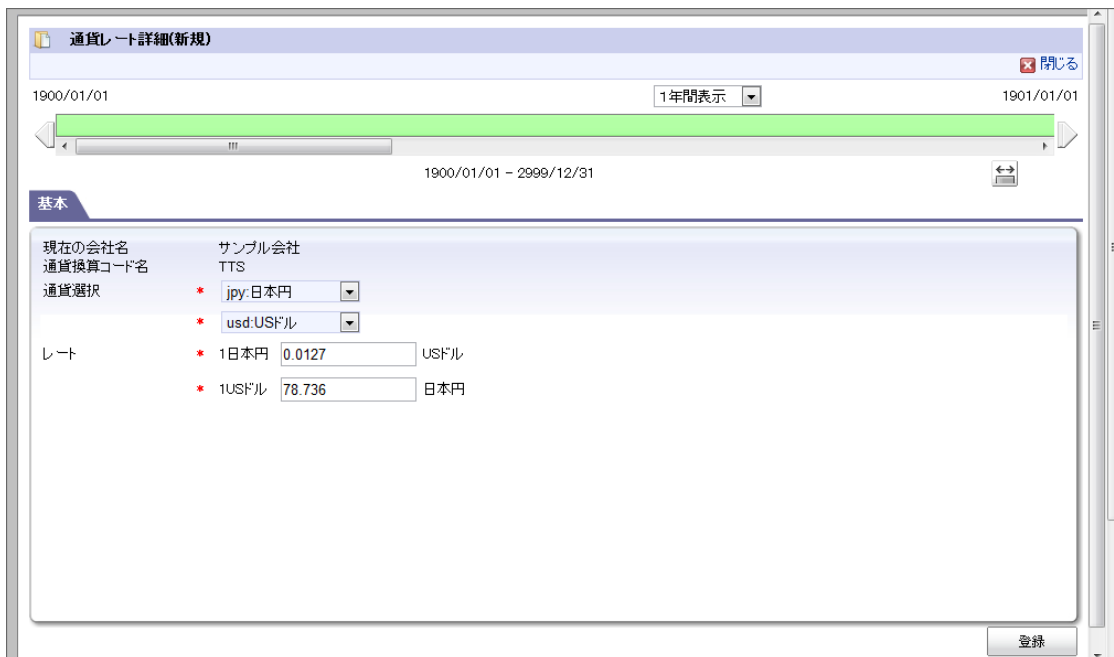 通貨レート詳細(新規)
閉じる
1900/01/01 1年間表示 1901/01/01
1900/01/01 - 2999/12/31
基本
現在の会社名 サンプル会社
通貨換算コード名 TTS
通貨選択 * jpy:日本円
* usd:USドル
レート * 1日本円 0.0127 USドル
* 1USドル 78.736 日本円
登録